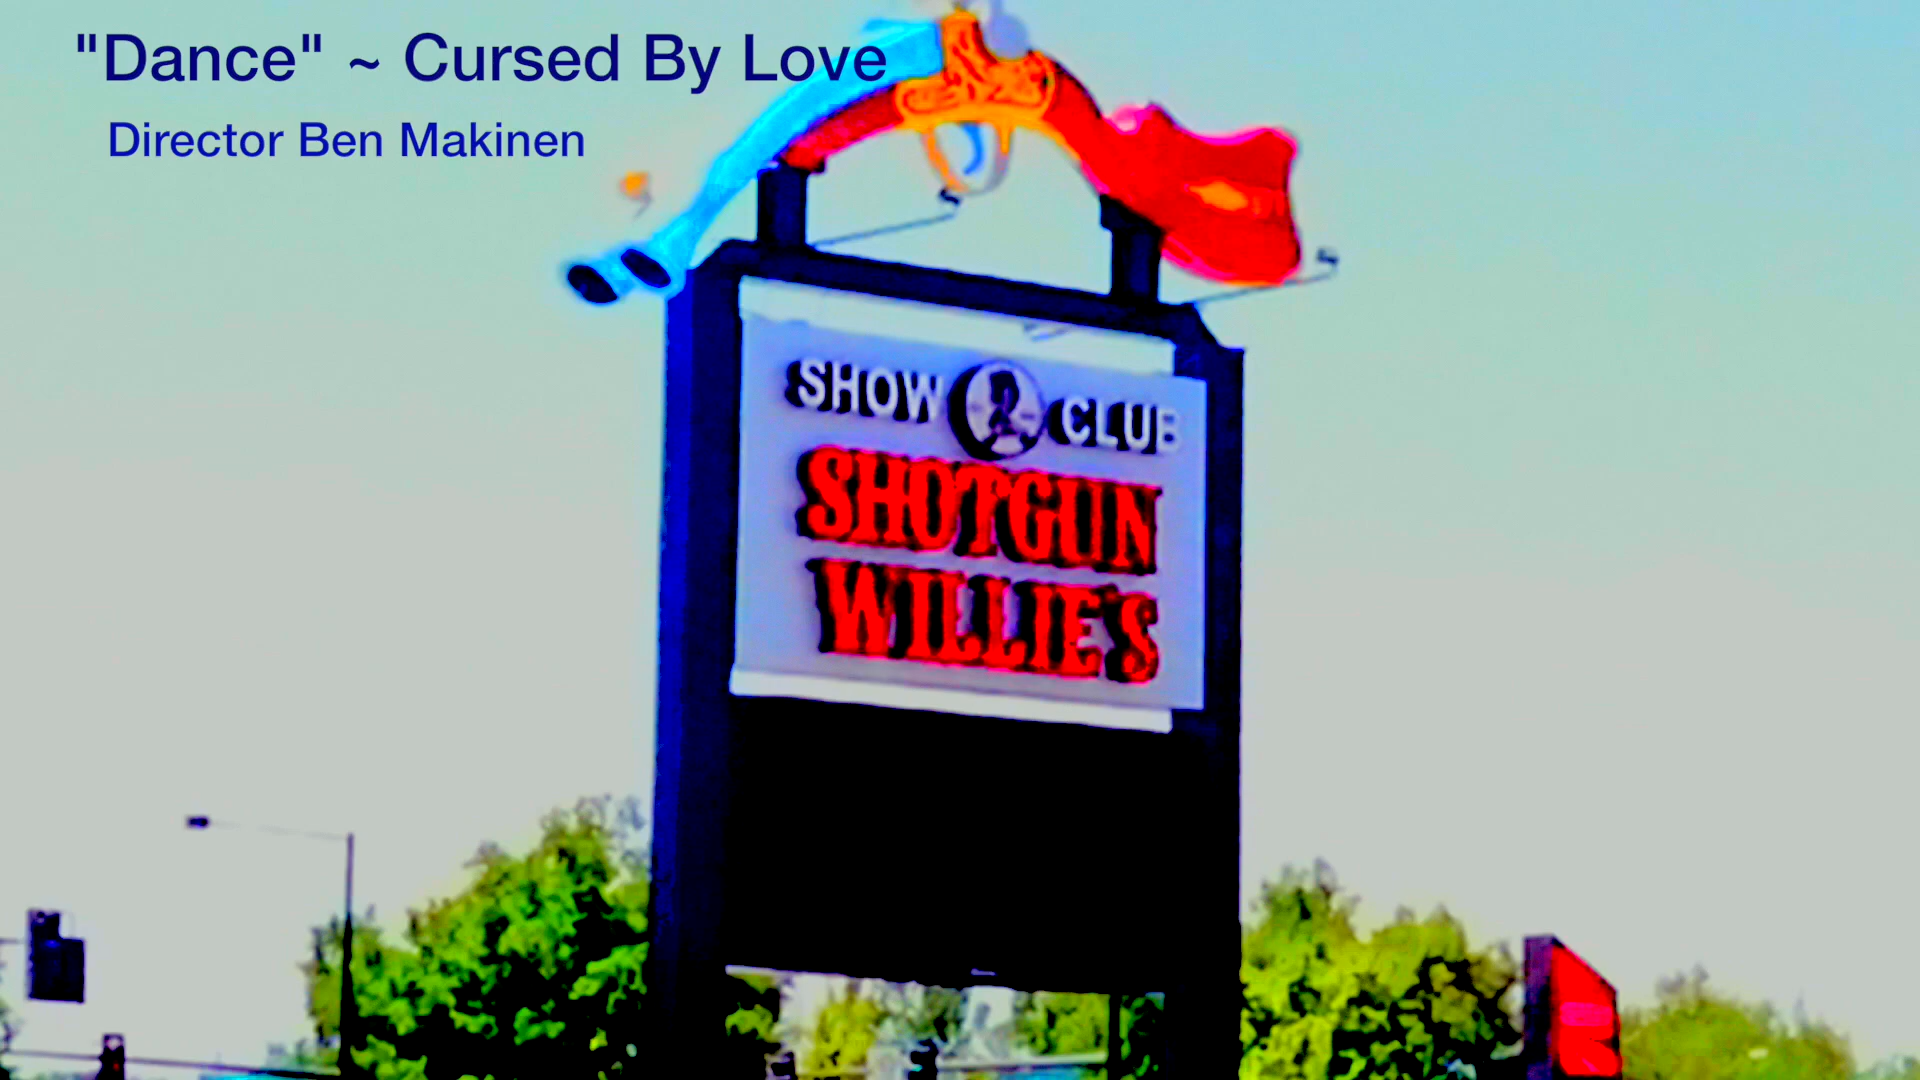 "Dance" ~ Cursed By Love
Director Ben Makinen
SHOW CLUB
SHOTGUN
WILLIE'S